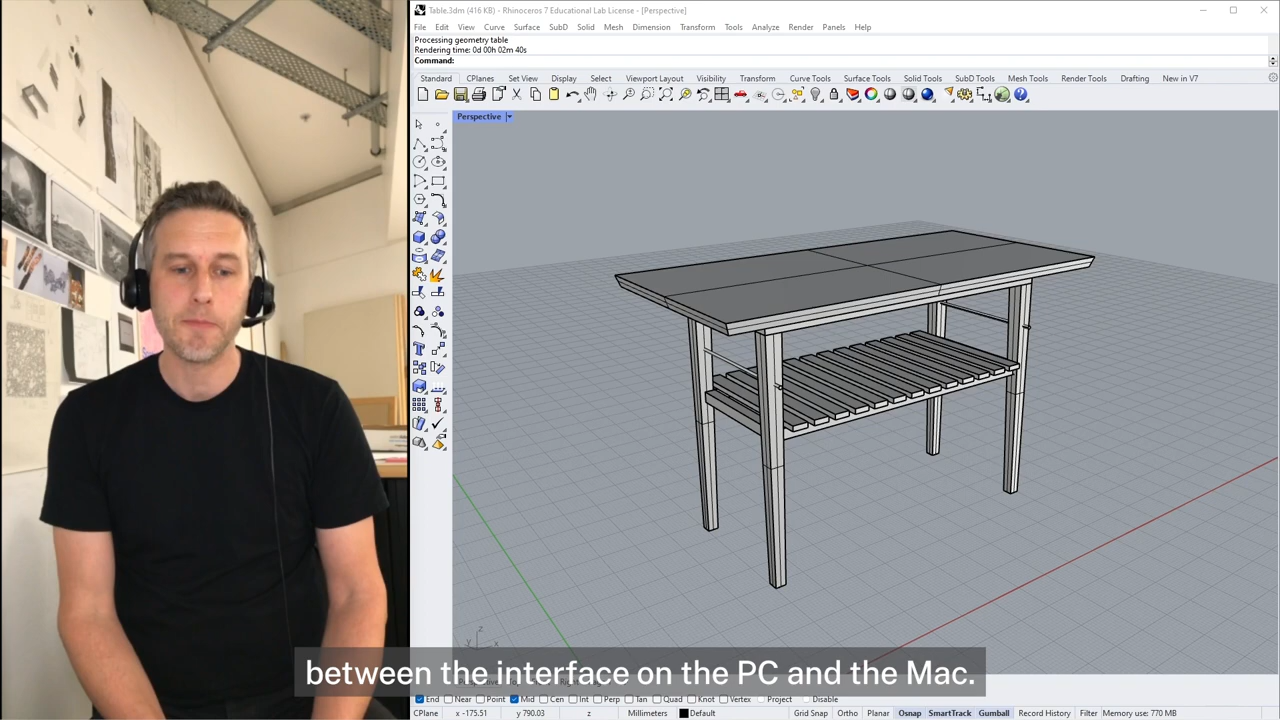 Table.3dm (416 KB) - Rhinoceros 7 Educational Lab License - [Perspective]
File Edit View Curve Surface SubD Solid Mesh Dimension Transform Tools Analyze Render Panels Help
Processing geometry table
Rendering time: 0d 00h 02m 40s
Command:
Standard CPlanes Set View Display Select Viewport Layout Visibility Transform Curve Tools Surface Tools Solid Tools SubD Tools Mesh Tools Render Tools Drafting New in V7
Perspective
z
y x
between the interface on the PC and the Mac.
End Near Point Mid Cen Int Perp Tan Quad Knot Vertex Project Disable
CPlane x -175.51 y 790.03 z Millimeters Default Grid Snap Ortho Planar Osnap SmartTrack Gumball Record History Filter Memory use: 770 MB